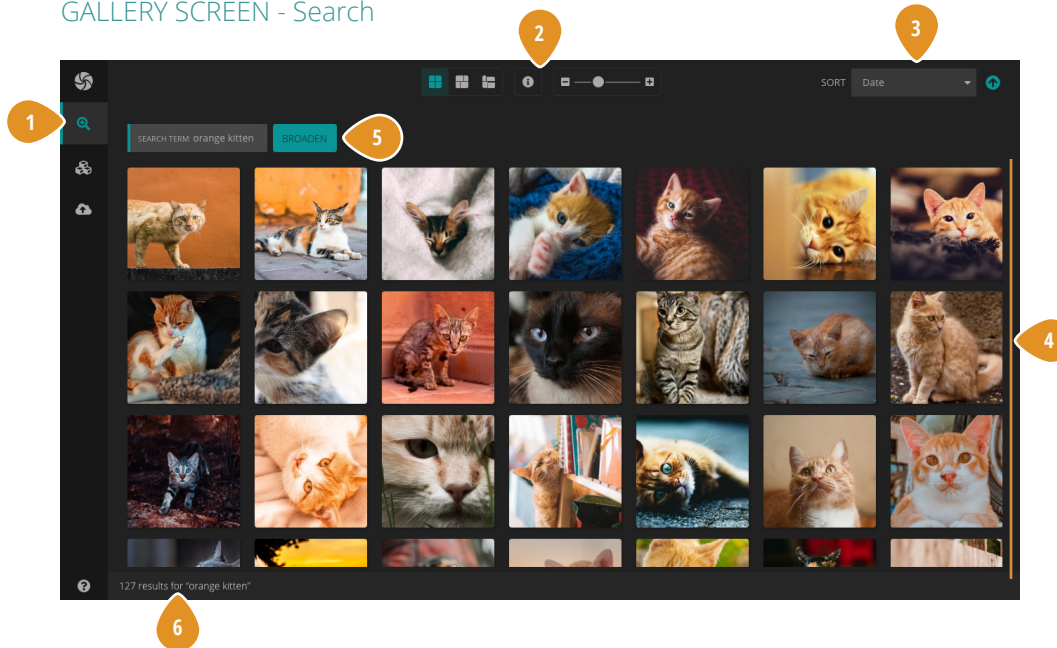 GALLERY SCREEN - Search
2
3
SORT Date
1
SEARCH TERM orange kitten BROADEN 5
4
127 results for "orange kitten"
6